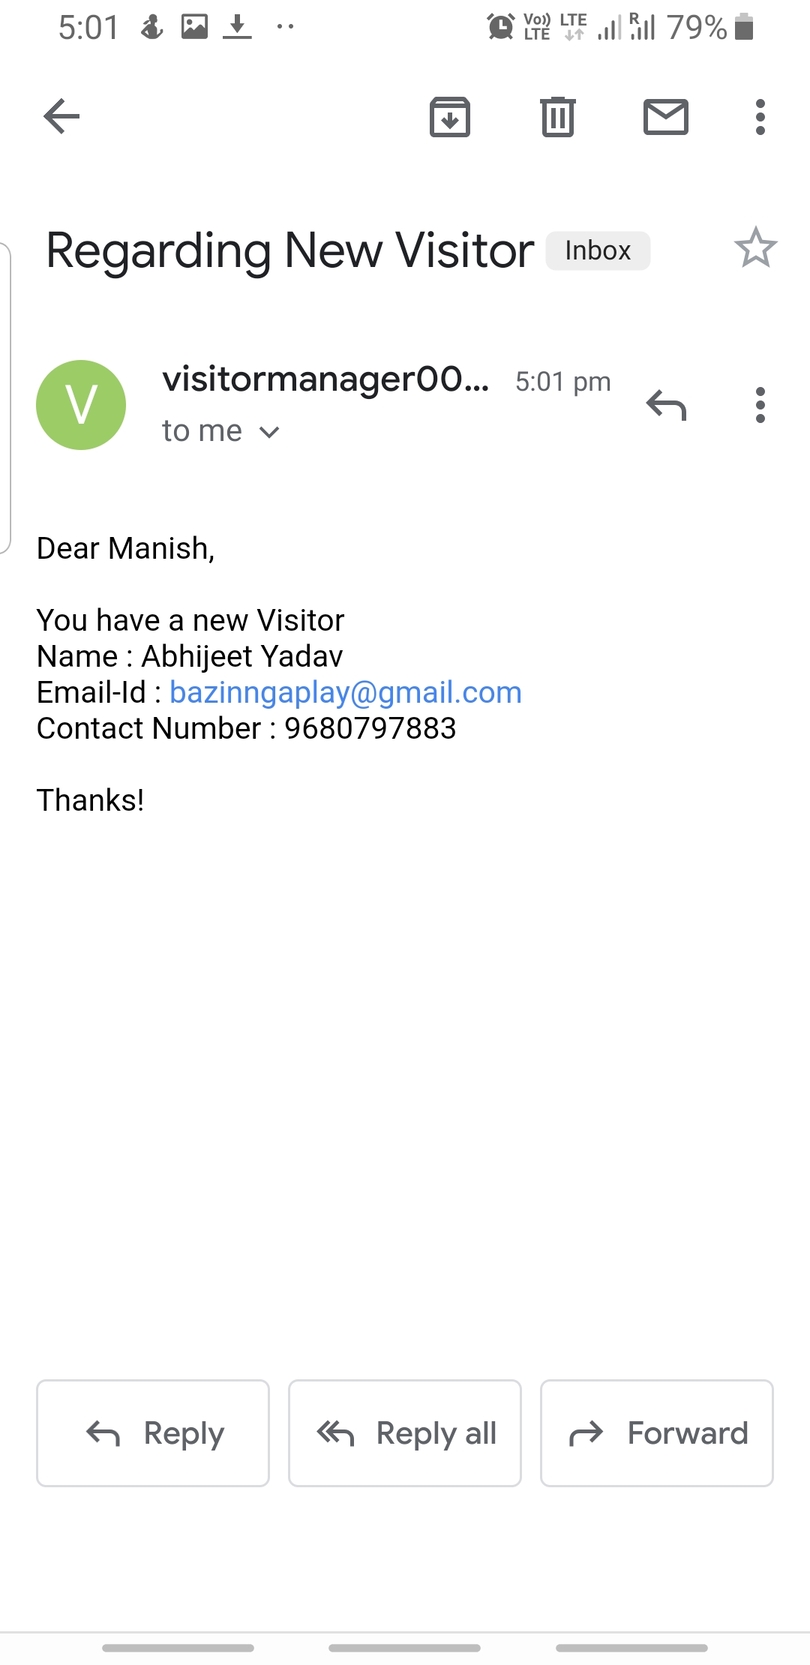 5:01 Vo)) LTE LTE R 79%
Regarding New Visitor Inbox
V
visitormanager00... 5:01 pm
to me
Dear Manish,
You have a new Visitor
Name : Abhijeet Yadav
Email-Id : bazinngaplay@gmail.com
Contact Number : 9680797883
Thanks!
Reply Reply all Forward